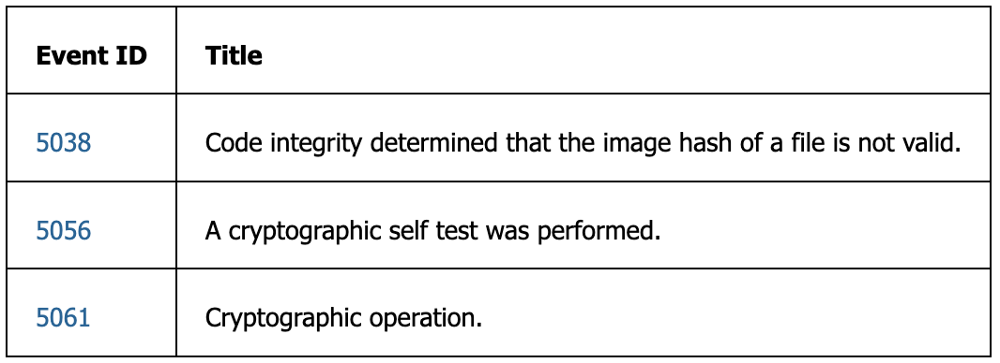 Event ID Title
5038 Code integrity determined that the image hash of a file is not valid.
5056 A cryptographic self test was performed.
5061 Cryptographic operation.